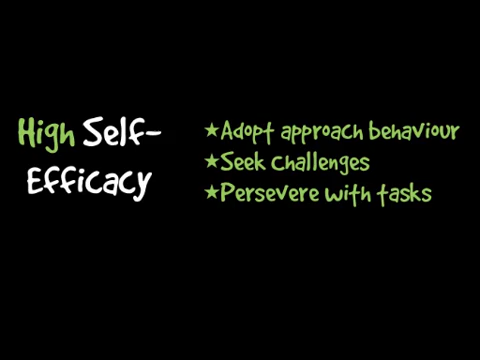 High Self-
Efficacy
★Adopt approach behaviour
★Seek Challenges
★Persevere with tasks